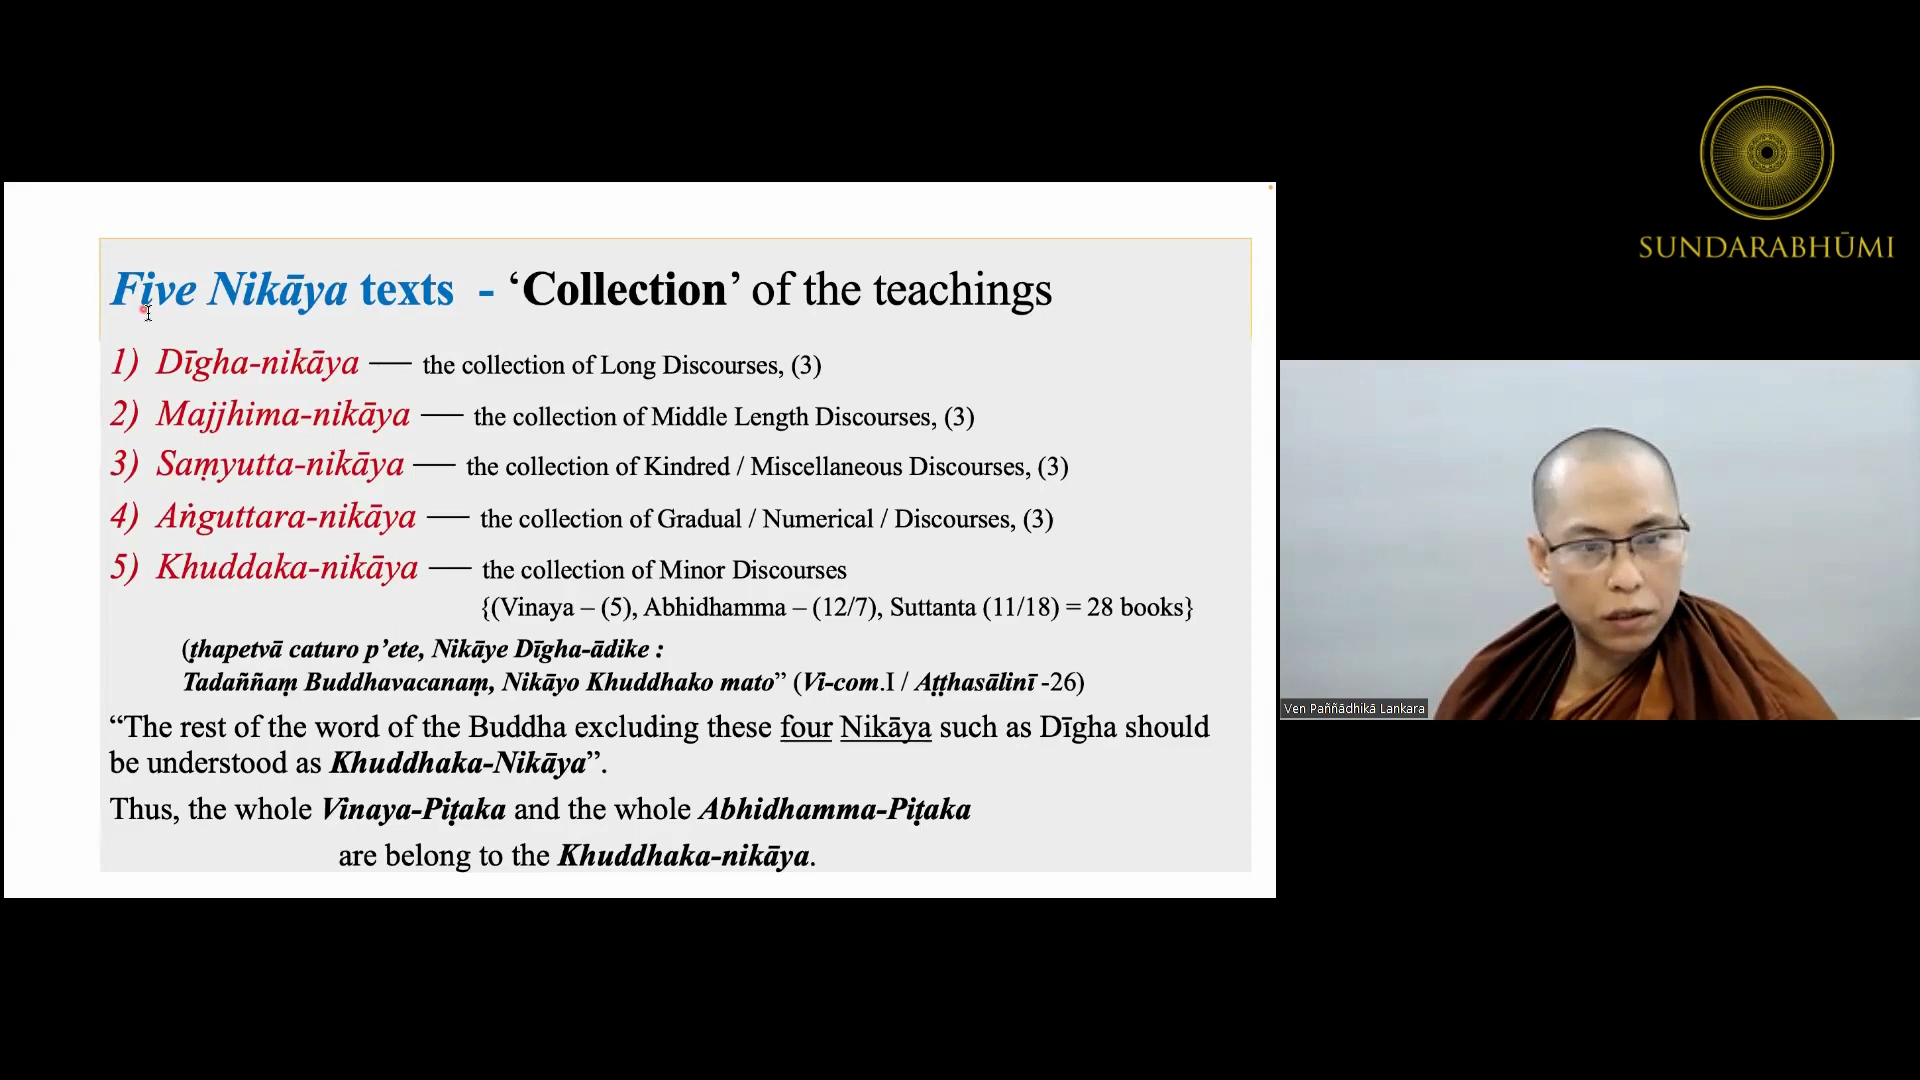 Five Nikāya texts - ‘Collection’ of the teachings
1) Dīgha-nikāya — the collection of Long Discourses, (3)
2) Majjhima-nikāya — the collection of Middle Length Discourses, (3)
3) Saṃyutta-nikāya — the collection of Kindred / Miscellaneous Discourses, (3)
4) Aṅguttara-nikāya — the collection of Gradual / Numerical / Discourses, (3)
5) Khuddaka-nikāya — the collection of Minor Discourses
{(Vinaya – (5), Abhidhamma – (12/7), Suttanta (11/18) = 28 books}
(ṭhapetvā caturo p’ete, Nikāye Dīgha-ādike :
Tadaññaṃ Buddhavacanaṃ, Nikāyo Khuddhako mato” (Vi-com.I / Aṭṭhasālinī -26)
“The rest of the word of the Buddha excluding these four Nikāya such as Dīgha should
be understood as Khuddhaka-Nikāya”.
Thus, the whole Vinaya-Piṭaka and the whole Abhidhamma-Piṭaka
are belong to the Khuddhaka-nikāya.
SUNDARABHŪMI
Ven Paññādhikā Lankara